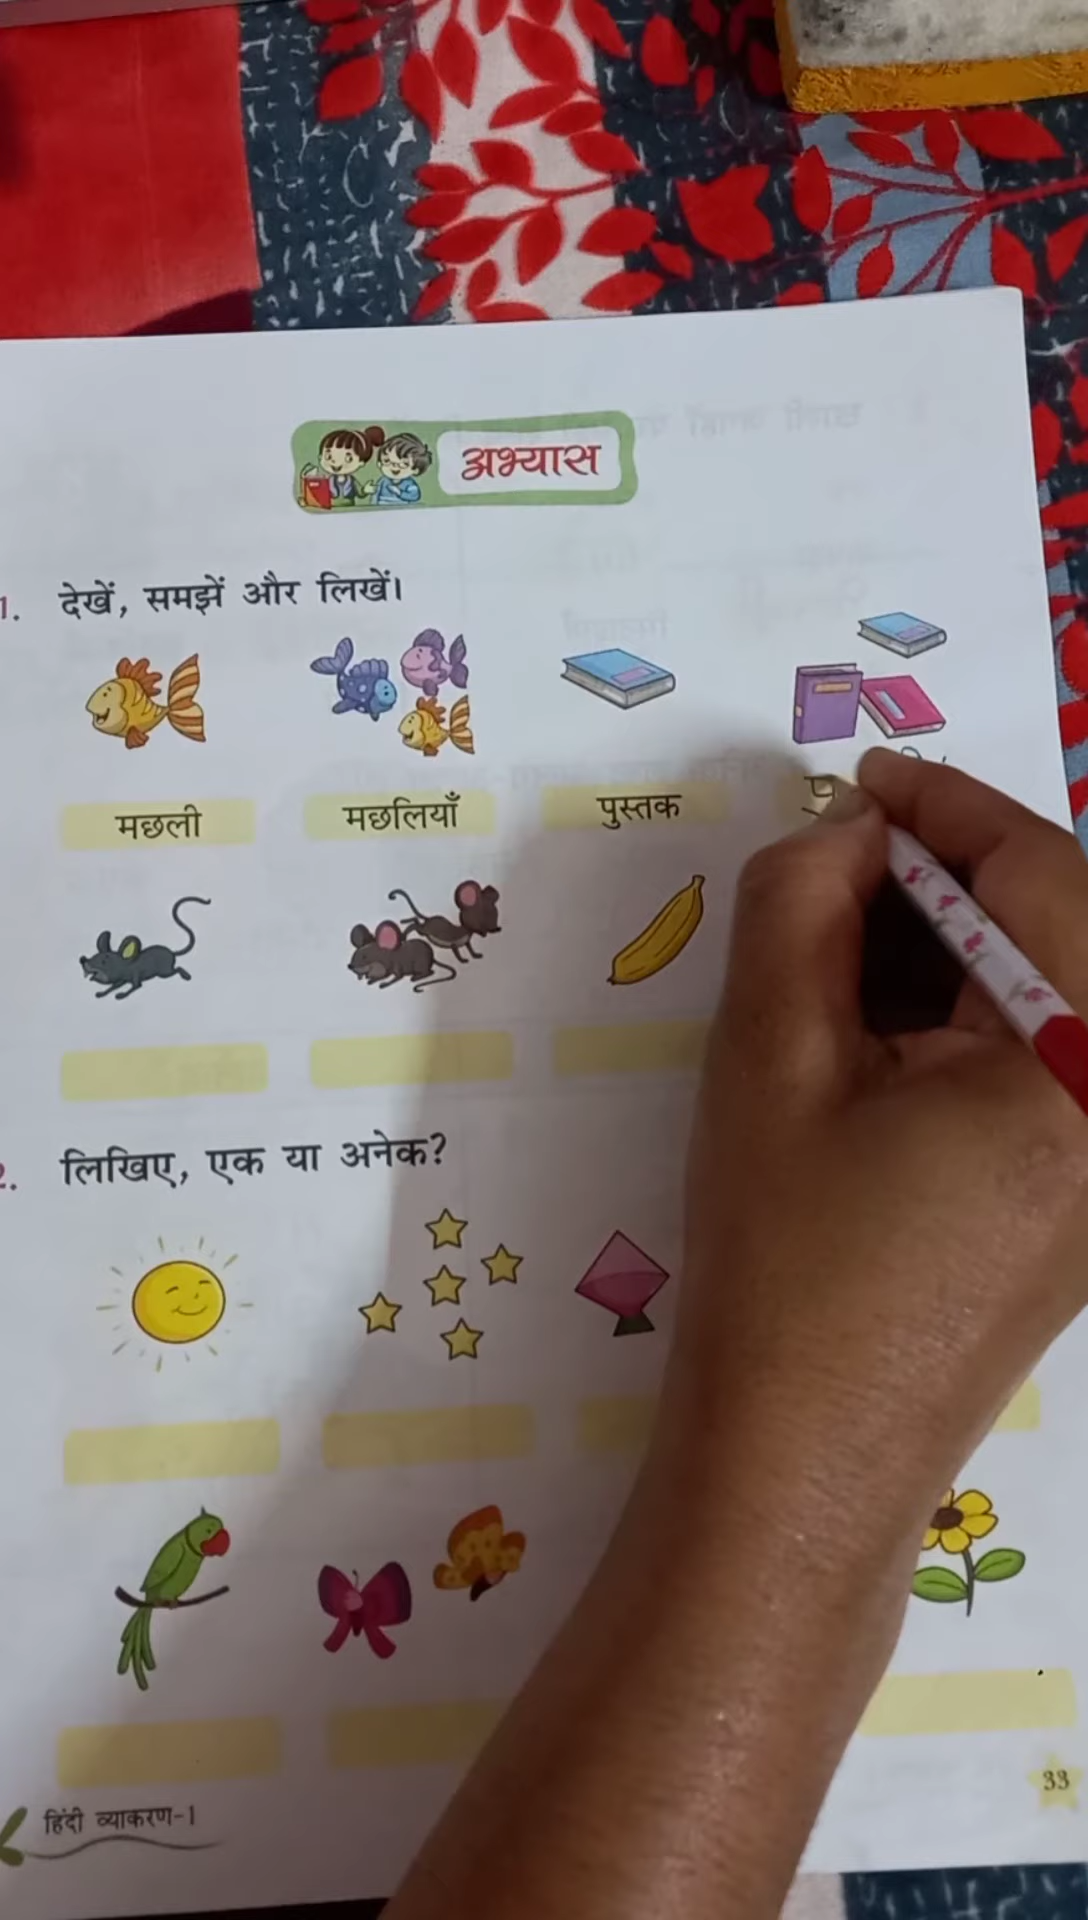 अभ्यास
1. देखें, समझें और लिखें।
मछली मछलियाँ पुस्तक
2. लिखिए, एक या अनेक?
33
हिंदी व्याकरण-1